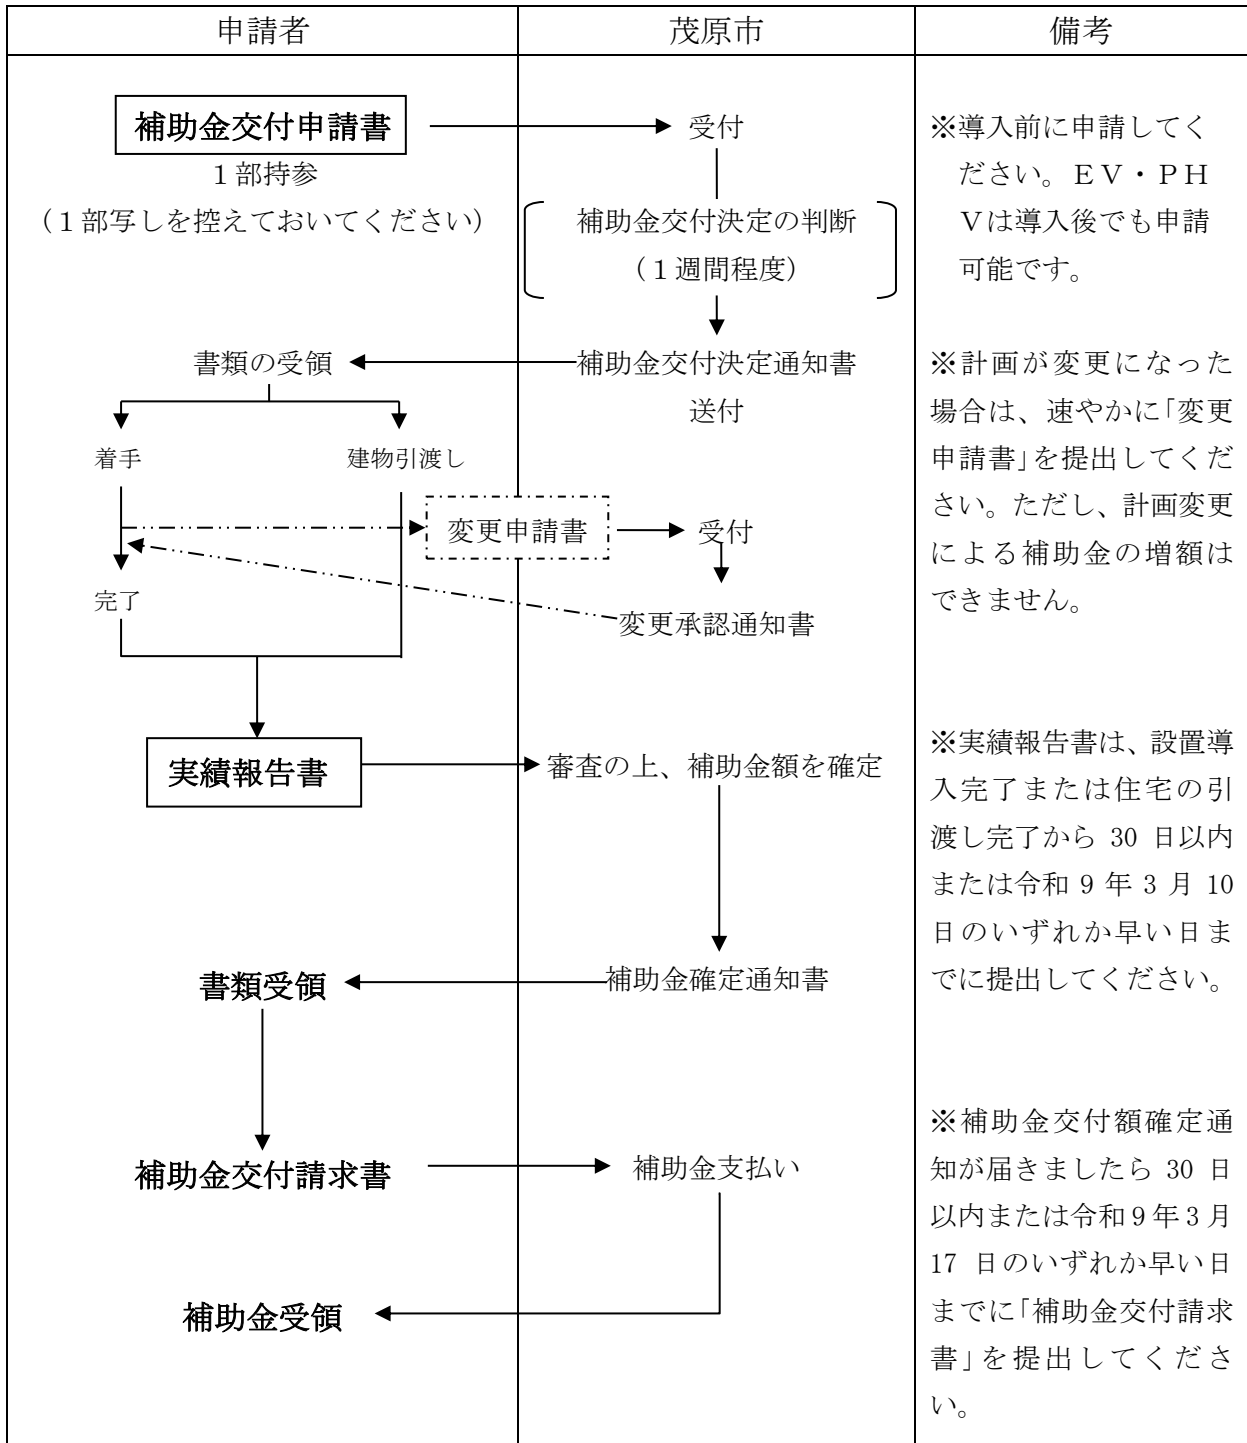 申請者
茂原市
備考
補助金交付申請書
受付
１部持参
（１部写しを控えておいてください）
補助金交付決定の判断
（１週間程度）
※導入前に申請してく
ださい。ＥＶ・ＰＨ
Ｖは導入後でも申請
可能です。
書類の受領
補助金交付決定通知書
送付
着手
建物引渡し
変更申請書
受付
完了
変更承認通知書
※計画が変更になった
場合は、速やかに「変更
申請書」を提出してくだ
さい。ただし、計画変更
による補助金の増額は
できません。
実績報告書
審査の上、補助金額を確定
※実績報告書は、設置導
入完了または住宅の引
渡し完了から 30 日以内
または令和 9 年 3 月 10
日のいずれか早い日ま
でに提出してください。
書類受領
補助金確定通知書
補助金交付請求書
補助金支払い
補助金受領
※補助金交付額確定通
知が届きましたら 30 日
以内または令和９年３月
17 日のいずれか早い日
までに「補助金交付請求
書」を提出してくださ
い。